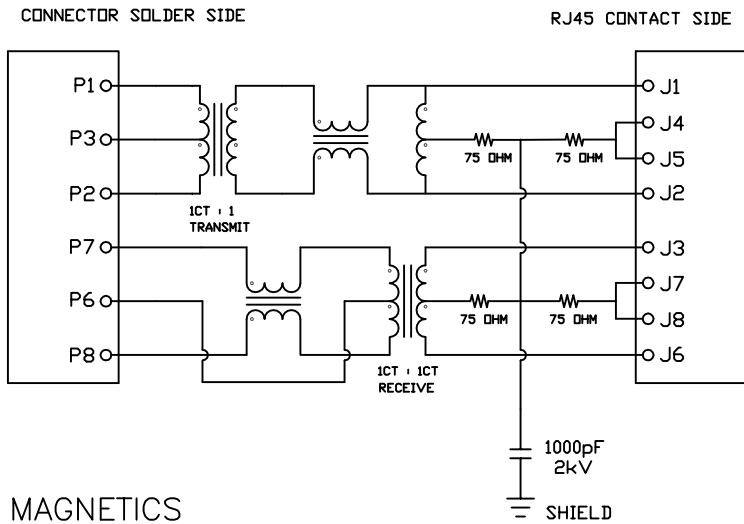 CONNECTOR SOLDER SIDE
RJ45 CONTACT SIDE
P1
J1
J4
P3
75 OHM
75 OHM
J5
P2
J2
1CT : 1
TRANSMIT
P7
J3
J7
P6
75 OHM
75 OHM
J8
P8
J6
1CT : 1CT
RECEIVE
1000pF
2kV
MAGNETICS
SHIELD